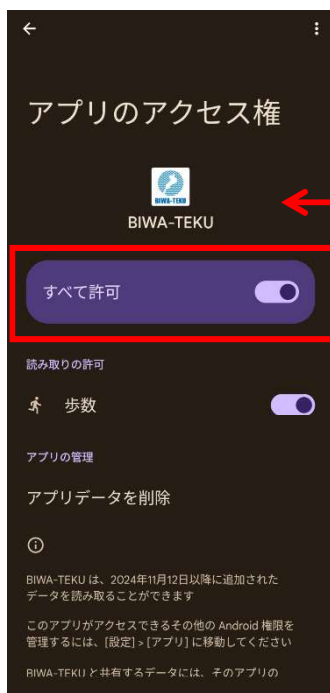 アプリのアクセス権
BIWA-TEKU
BIWA-TEKU
すべて許可
読み取りの許可
歩数
アプリの管理
アプリデータを削除
BIWA-TEKU は、2024年11月12日以降に追加された
データを読み取ることができます
このアプリがアクセスできるその他の Android 権限を
管理するには、[設定] > [アプリ] に移動してください
BIWA-TEKU と共有するデータには、そのアプリの